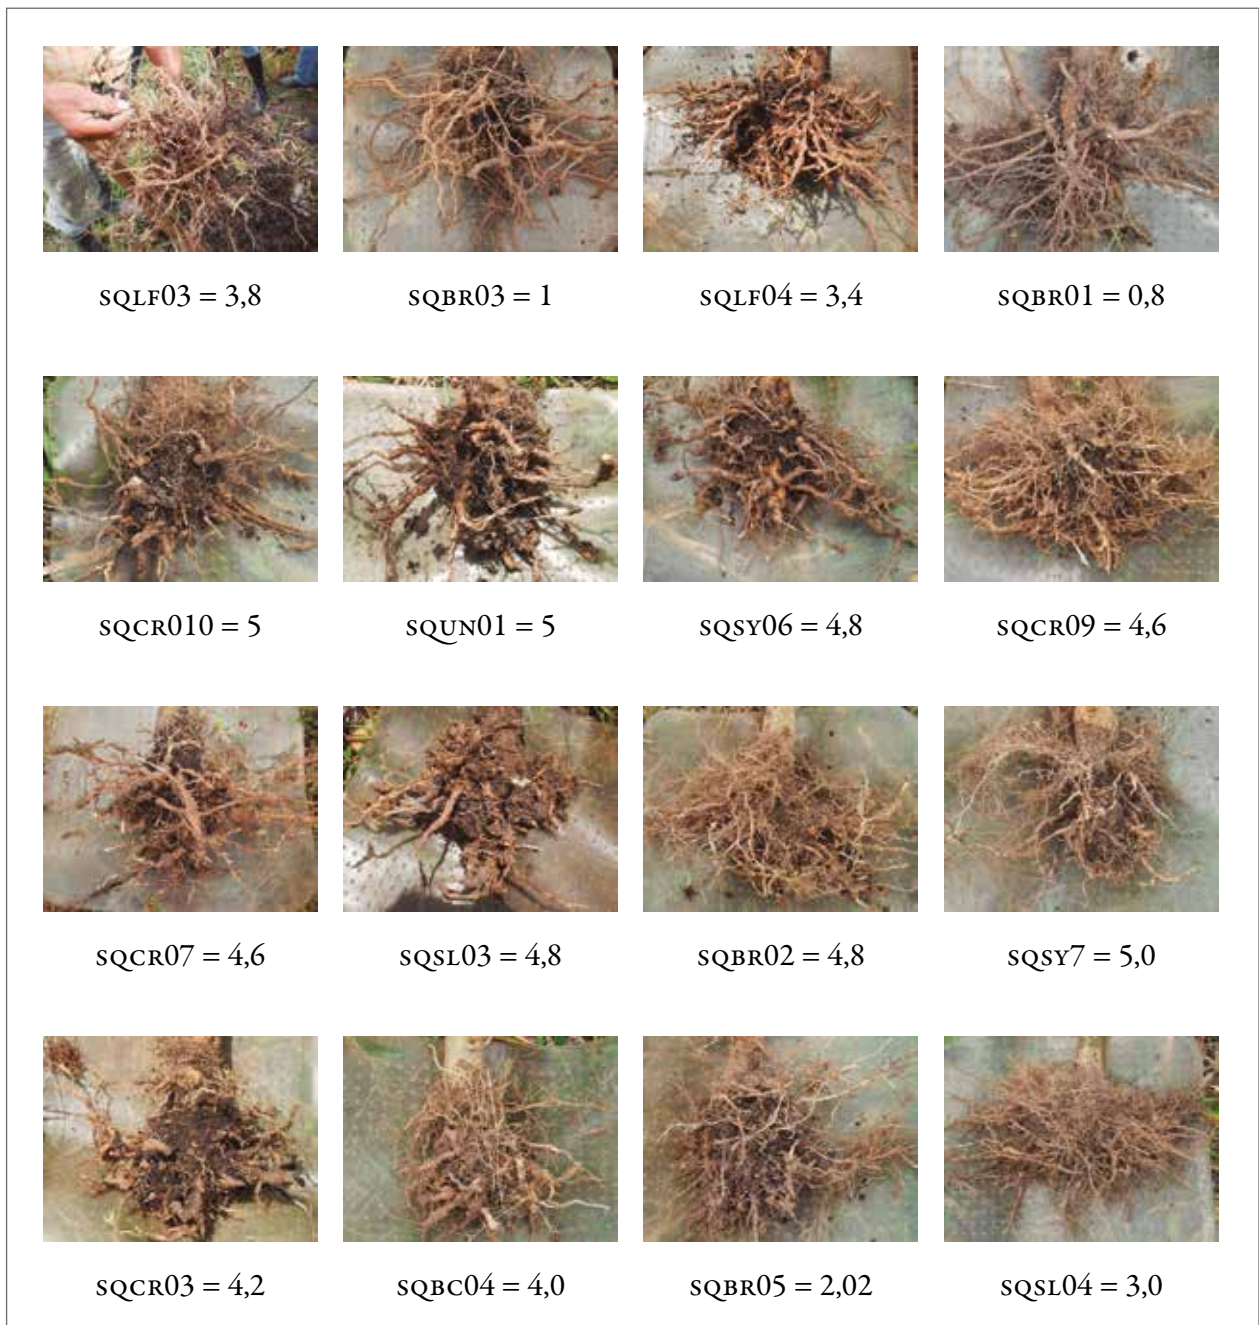 SQLF03 = 3,8
SQBR03 = 1
SQLF04 = 3,4
SQBR01 = 0,8
SQCR010 = 5
SQUN01 = 5
SQSY06 = 4,8
SQCR09 = 4,6
SQCR07 = 4,6
SQSL03 = 4,8
SQBR02 = 4,8
SQSY7 = 5,0
SQCR03 = 4,2
SQBC04 = 4,0
SQBR05 = 2,02
SQSL04 = 3,0